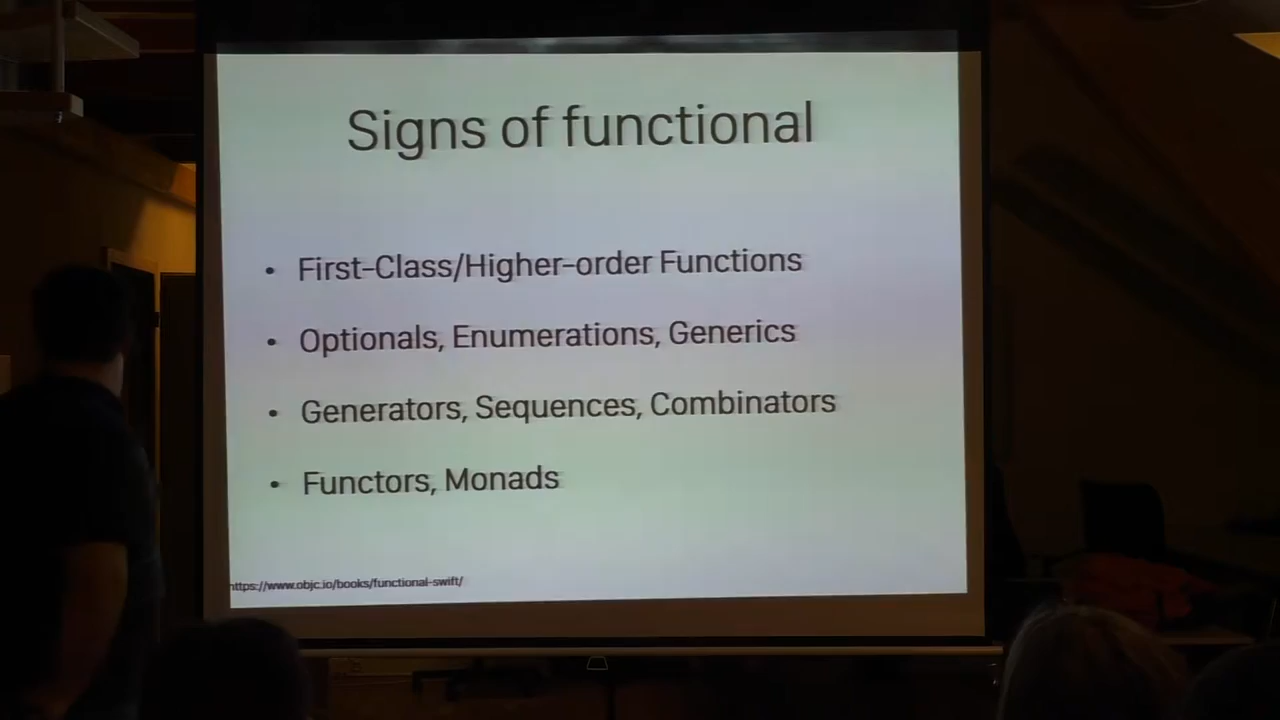 Signs of functional
• First-Class/Higher-order Functions
• Optionals, Enumerations, Generics
• Generators, Sequences, Combinators
• Functors, Monads
https://www.objc.io/books/functional-swift/